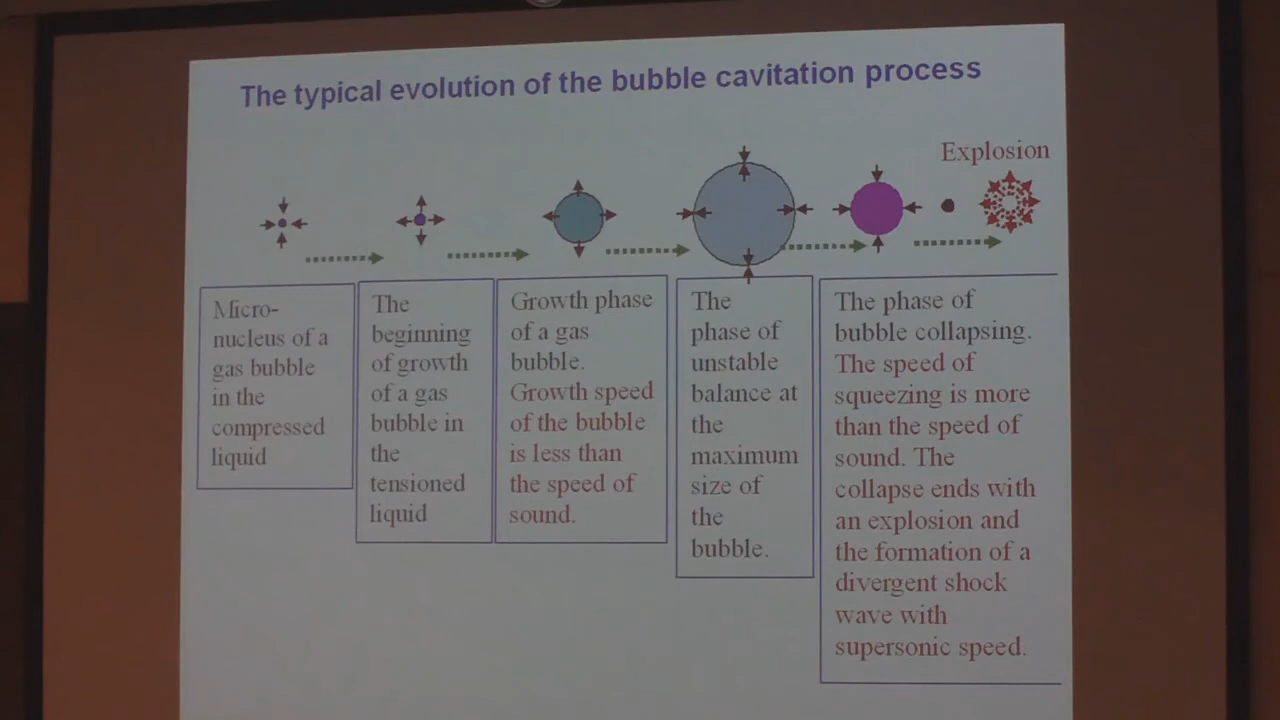 The typical evolution of the bubble cavitation process
Explosion
Micro-
nucleus of a
gas bubble
in the
compressed
liquid
The
beginning
of growth
of a gas
bubble in
the
tensioned
liquid
Growth phase
of a gas
bubble.
Growth speed
of the bubble
is less than
the speed of
sound.
The
phase of
unstable
balance at
the
maximum
size of
the
bubble.
The phase of
bubble collapsing.
The speed of
squeezing is more
than the speed of
sound. The
collapse ends with
an explosion and
the formation of a
divergent shock
wave with
supersonic speed.